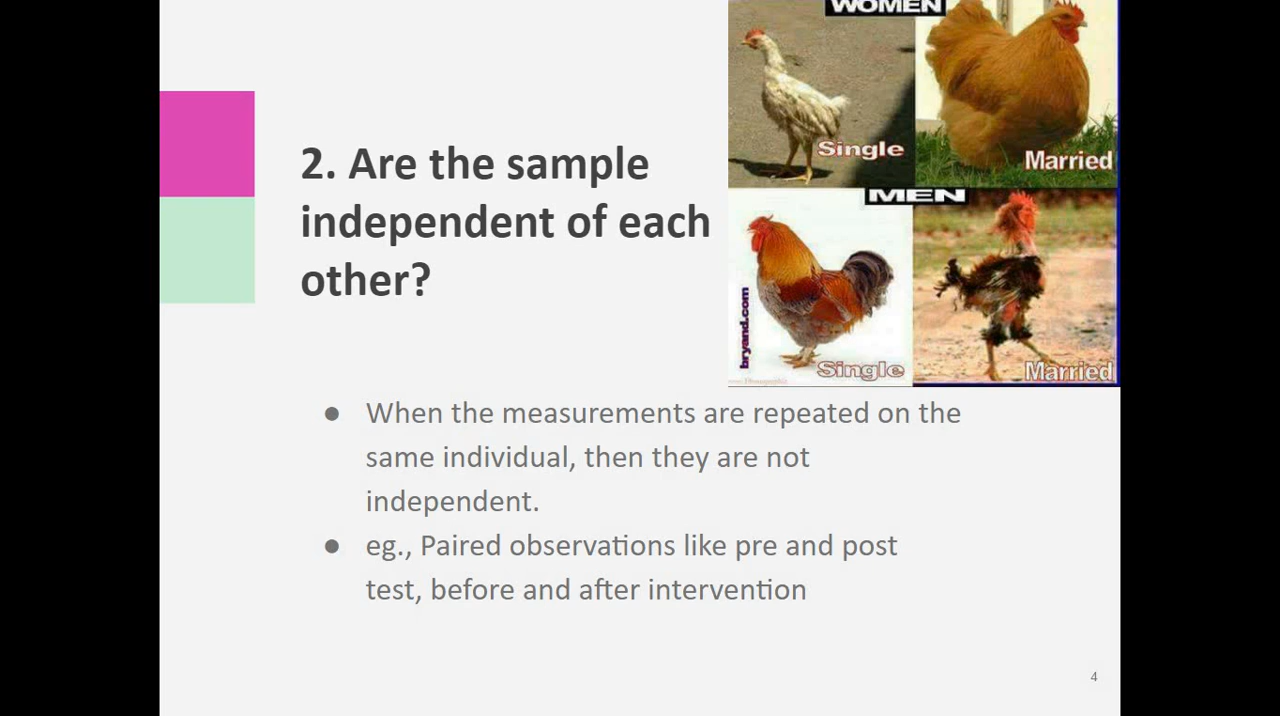 WOMEN
Single
Married
2. Are the sample
independent of each
other?
MEN
bryand.com
Single
Married
● When the measurements are repeated on the
same individual, then they are not
independent.
● eg., Paired observations like pre and post
test, before and after intervention
4